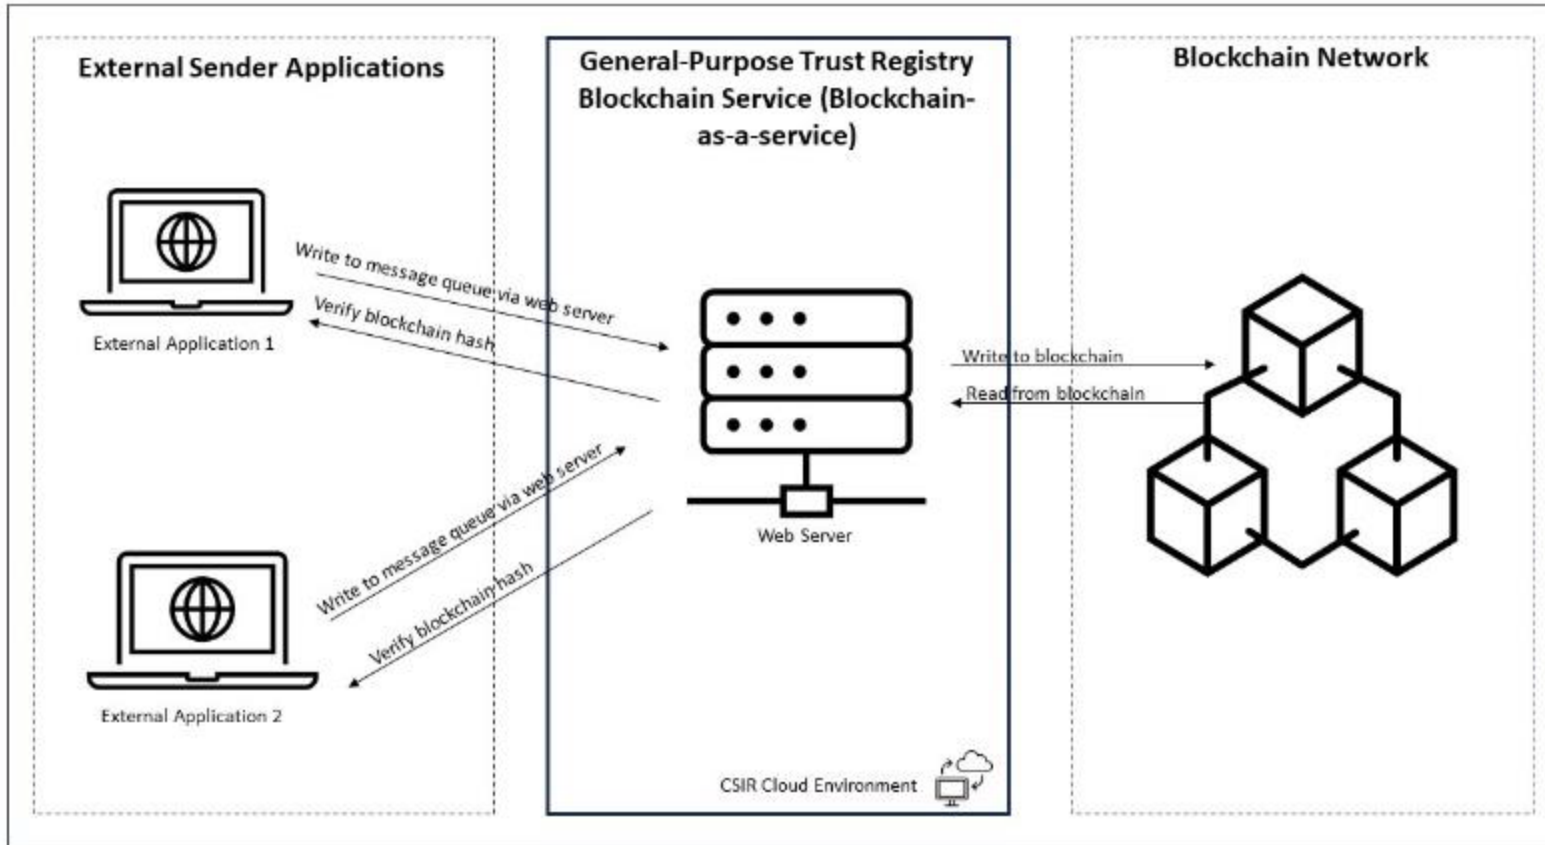 External Sender Applications
General-Purpose Trust Registry
Blockchain Service (Blockchain-
as-a-service)
Blockchain Network
Write to message queue via web server
Verify blockchain hash
External Application 1
Write to blockchain
Read from blockchain
Write to message queue via web server
Verify blockchain hash
Web Server
External Application 2
CSIR Cloud Environment